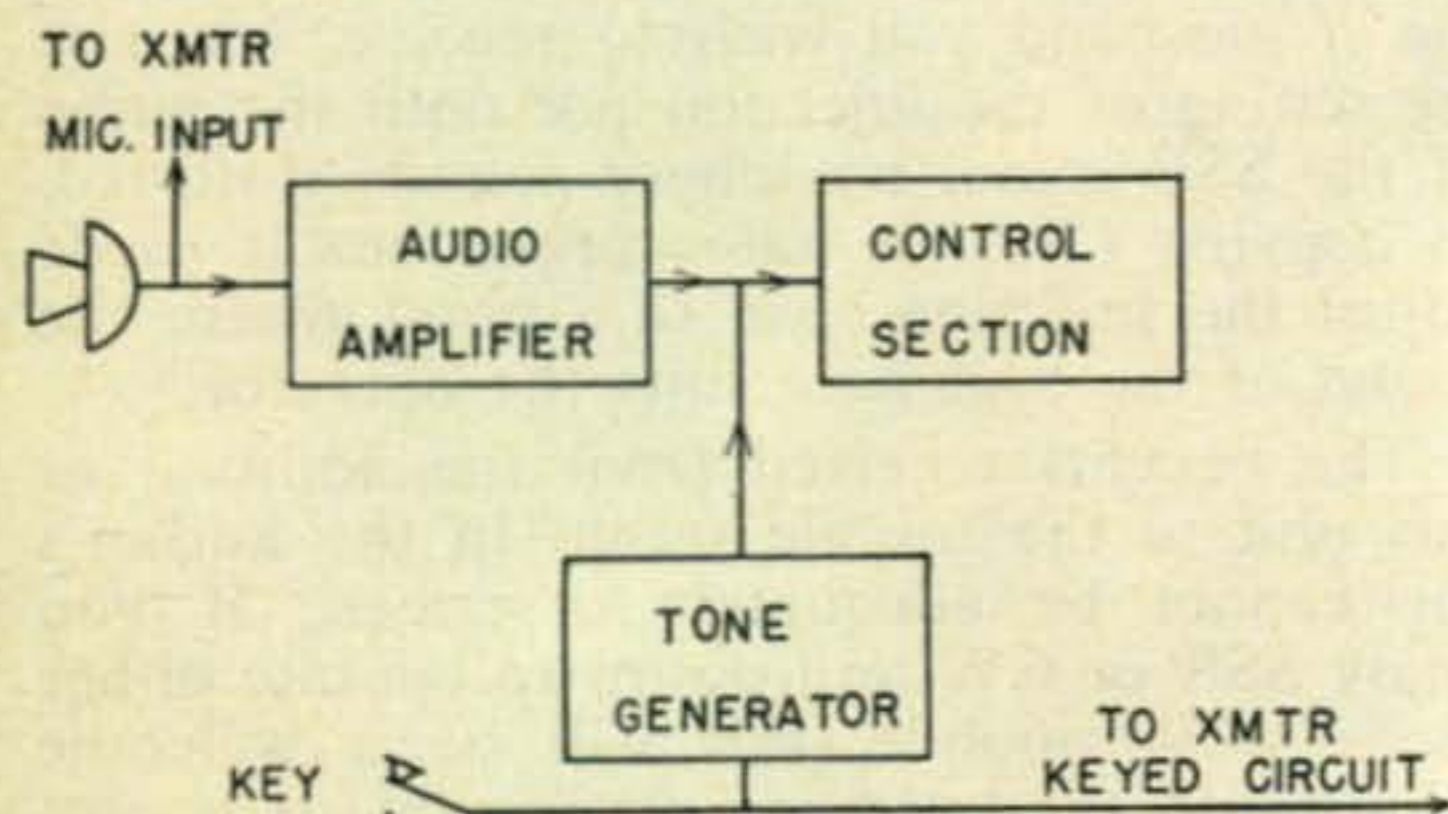 TO XMTR
MIC. INPUT
AUDIO
AMPLIFIER
CONTROL
SECTION
TONE
GENERATOR
KEY
TO XMTR
KEYED CIRCUIT